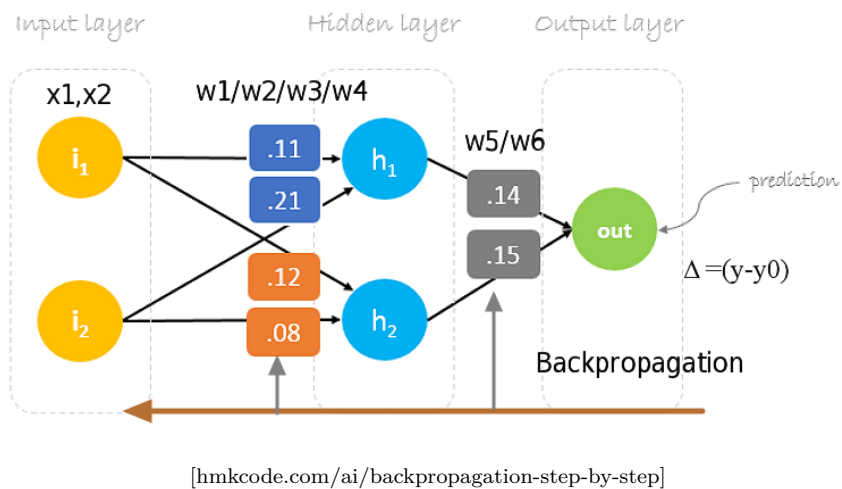 Input layer
Hidden layer
Output layer
x1,x2
w1/w2/w3/w4
w5/w6
i1
.11
h1
.21
.14
prediction
out
.12
.15
Δ=(y-y0)
i2
.08
h2
Backpropagation
[hmkcode.com/ai/backpropagation-step-by-step]